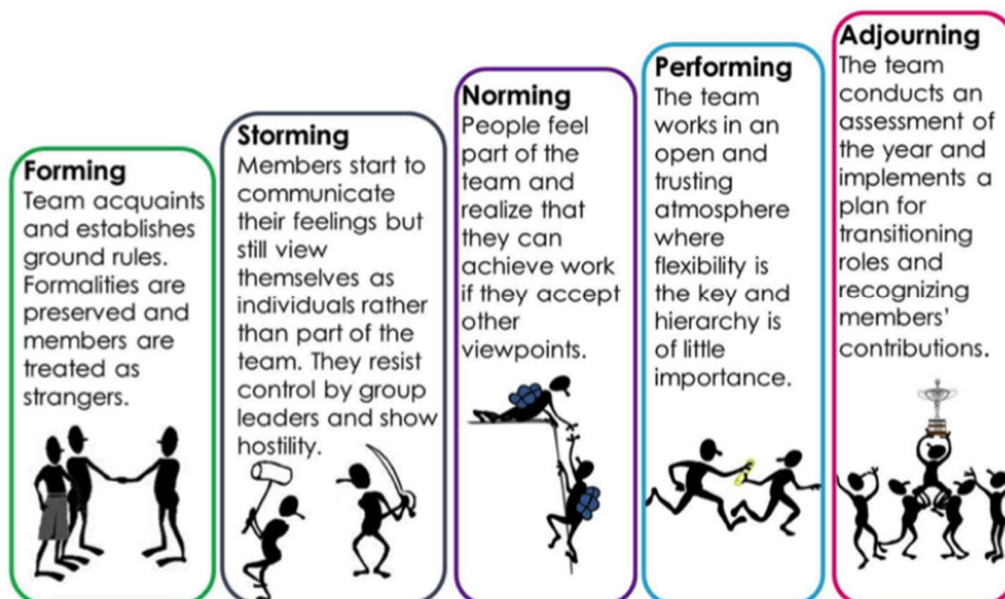 Forming
Team acquaints
and establishes
ground rules.
Formalities are
preserved and
members are
treated as
strangers.
Storming
Members start to
communicate
their feelings but
still view
themselves as
individuals rather
than part of the
team. They resist
control by group
leaders and show
hostility.
Norming
People feel
part of the
team and
realize that
they can
achieve work
if they accept
other
viewpoints.
Performing
The team
works in an
open and
trusting
atmosphere
where
flexibility is
the key and
hierarchy is
of little
importance.
Adjourning
The team
conducts an
assessment of
the year and
implements a
plan for
transitioning
roles and
recognizing
members'
contributions.